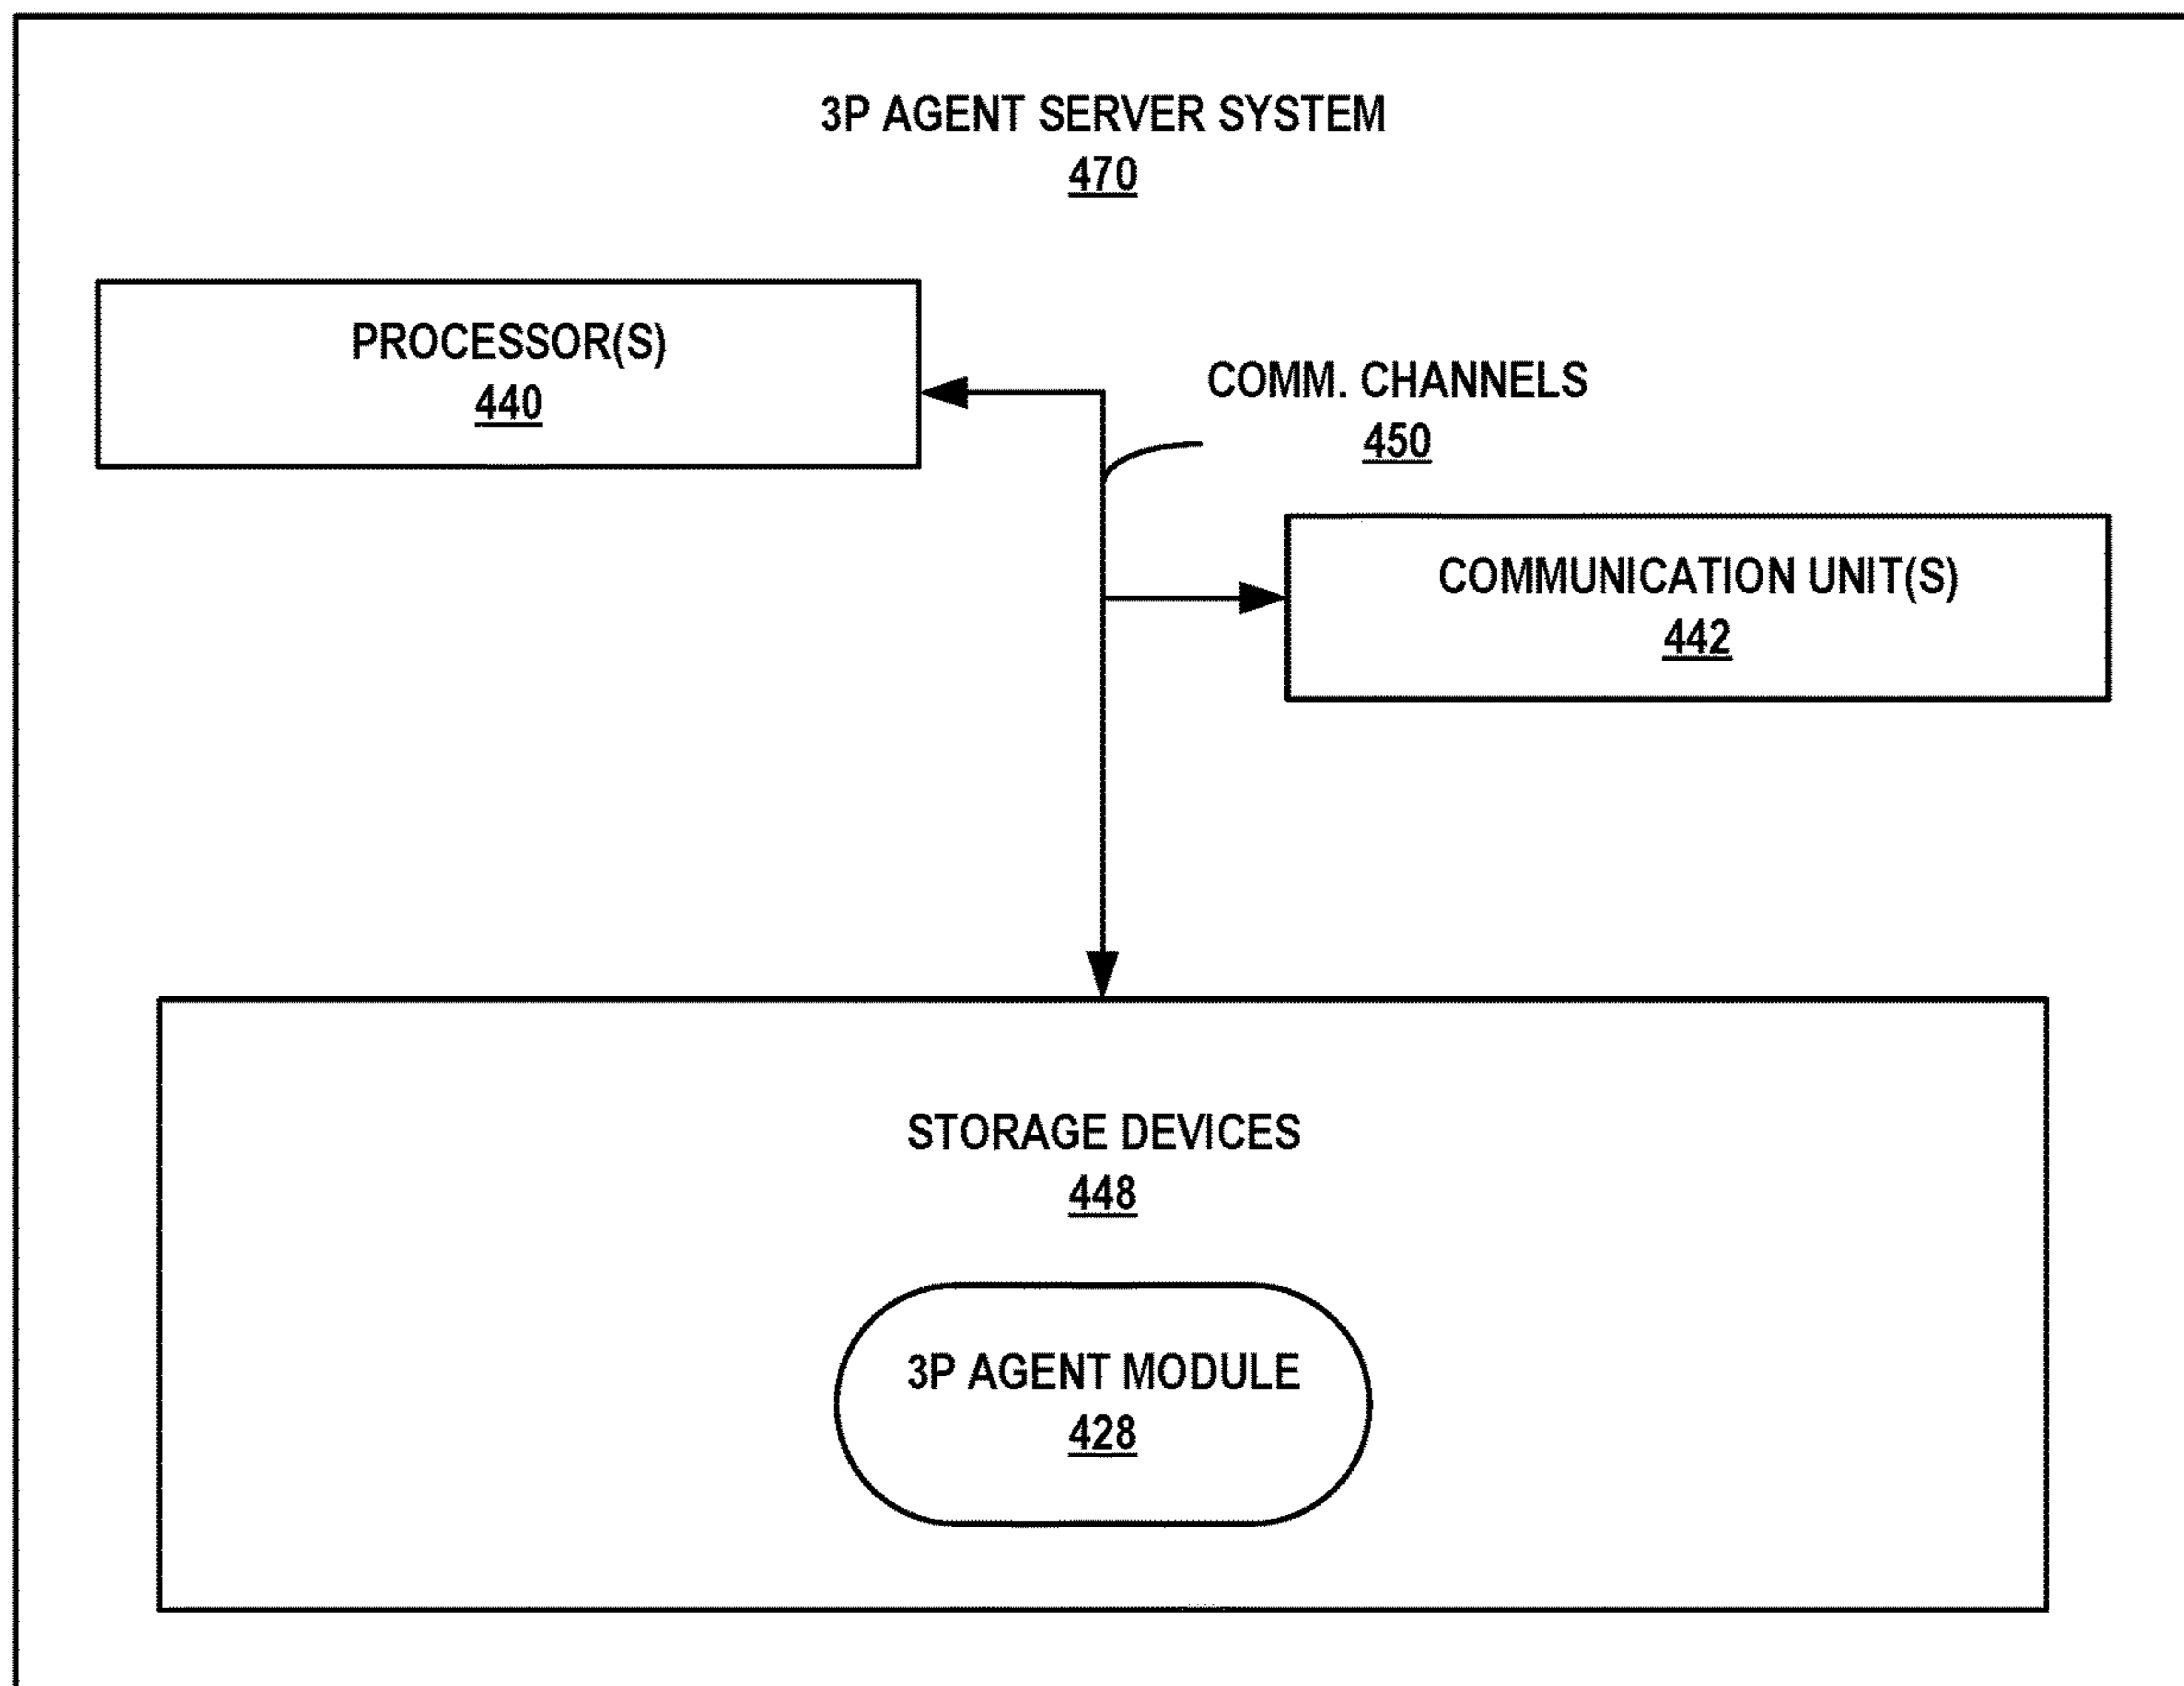 3P AGENT SERVER SYSTEM
470
PROCESSOR(S)
440
COMM. CHANNELS
450
COMMUNICATION UNIT(S)
442
STORAGE DEVICES
448
3P AGENT MODULE
428